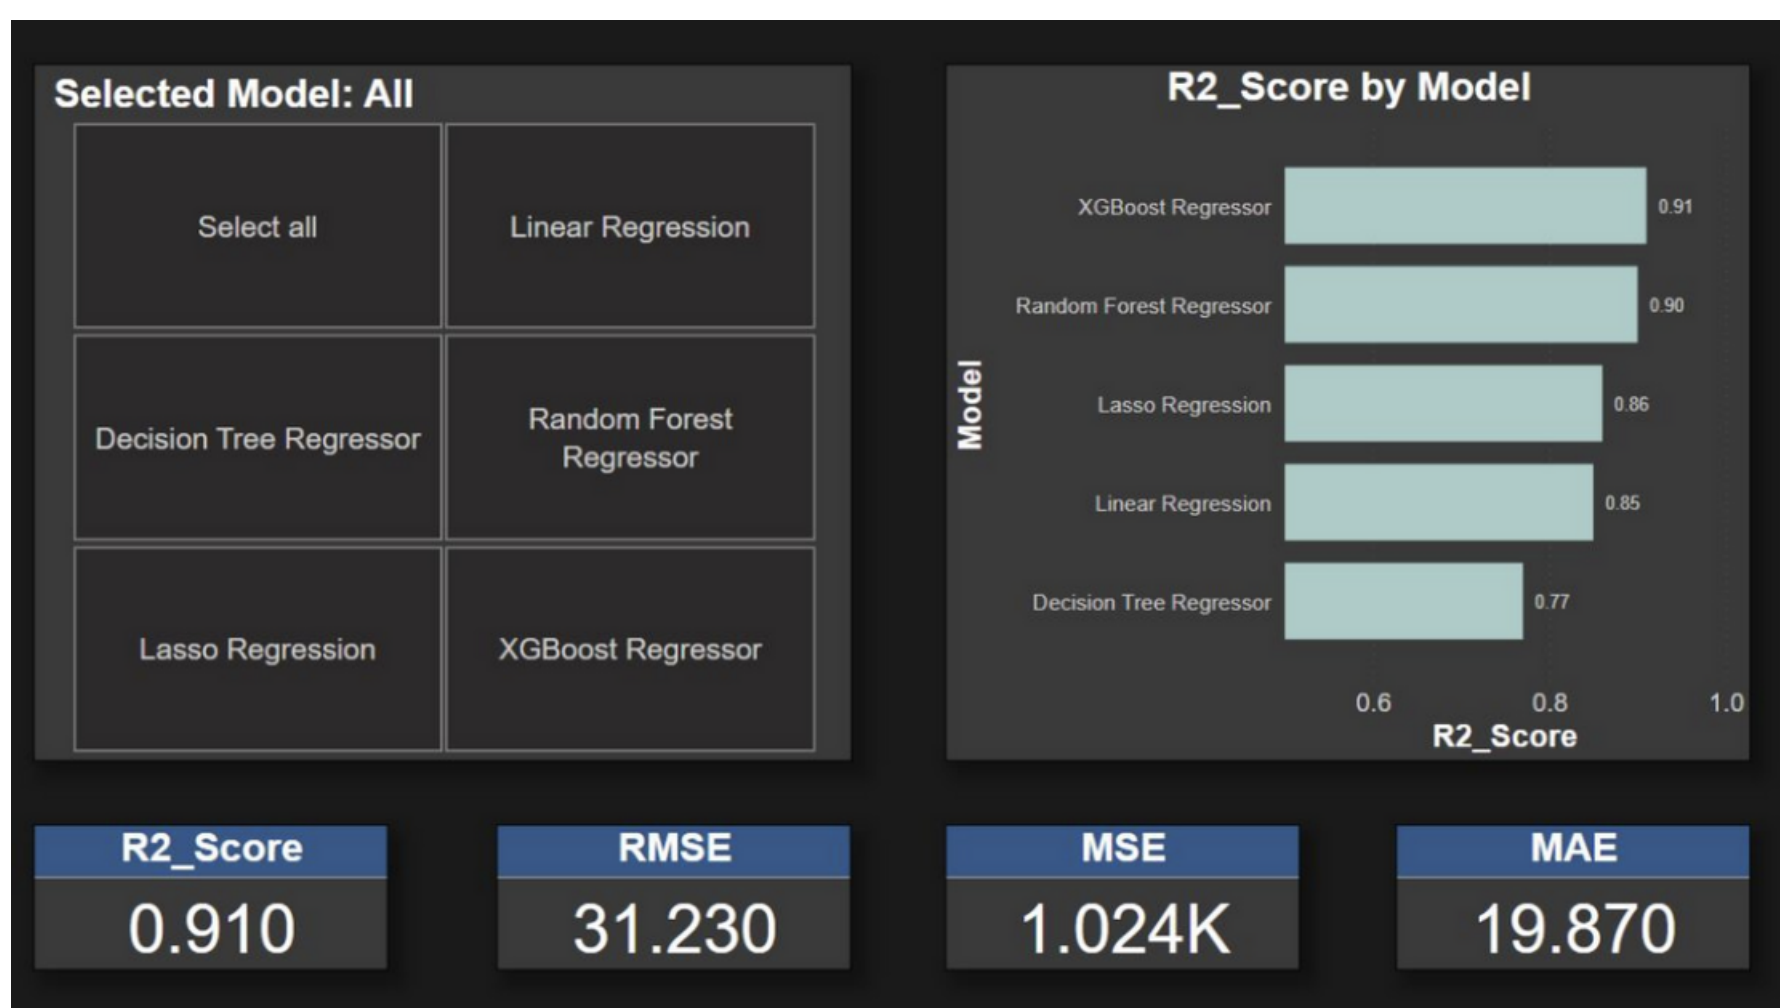 Selected Model: All
Select all
Linear Regression
Decision Tree Regressor
Random Forest
Regressor
Lasso Regression
XGBoost Regressor
R2_Score by Model
Model
XGBoost Regressor
0.91
Random Forest Regressor
0.90
Lasso Regression
0.86
Linear Regression
0.85
Decision Tree Regressor
0.77
0.6
0.8
1.0
R2_Score
R2_Score
0.910
RMSE
31.230
MSE
1.024K
MAE
19.870